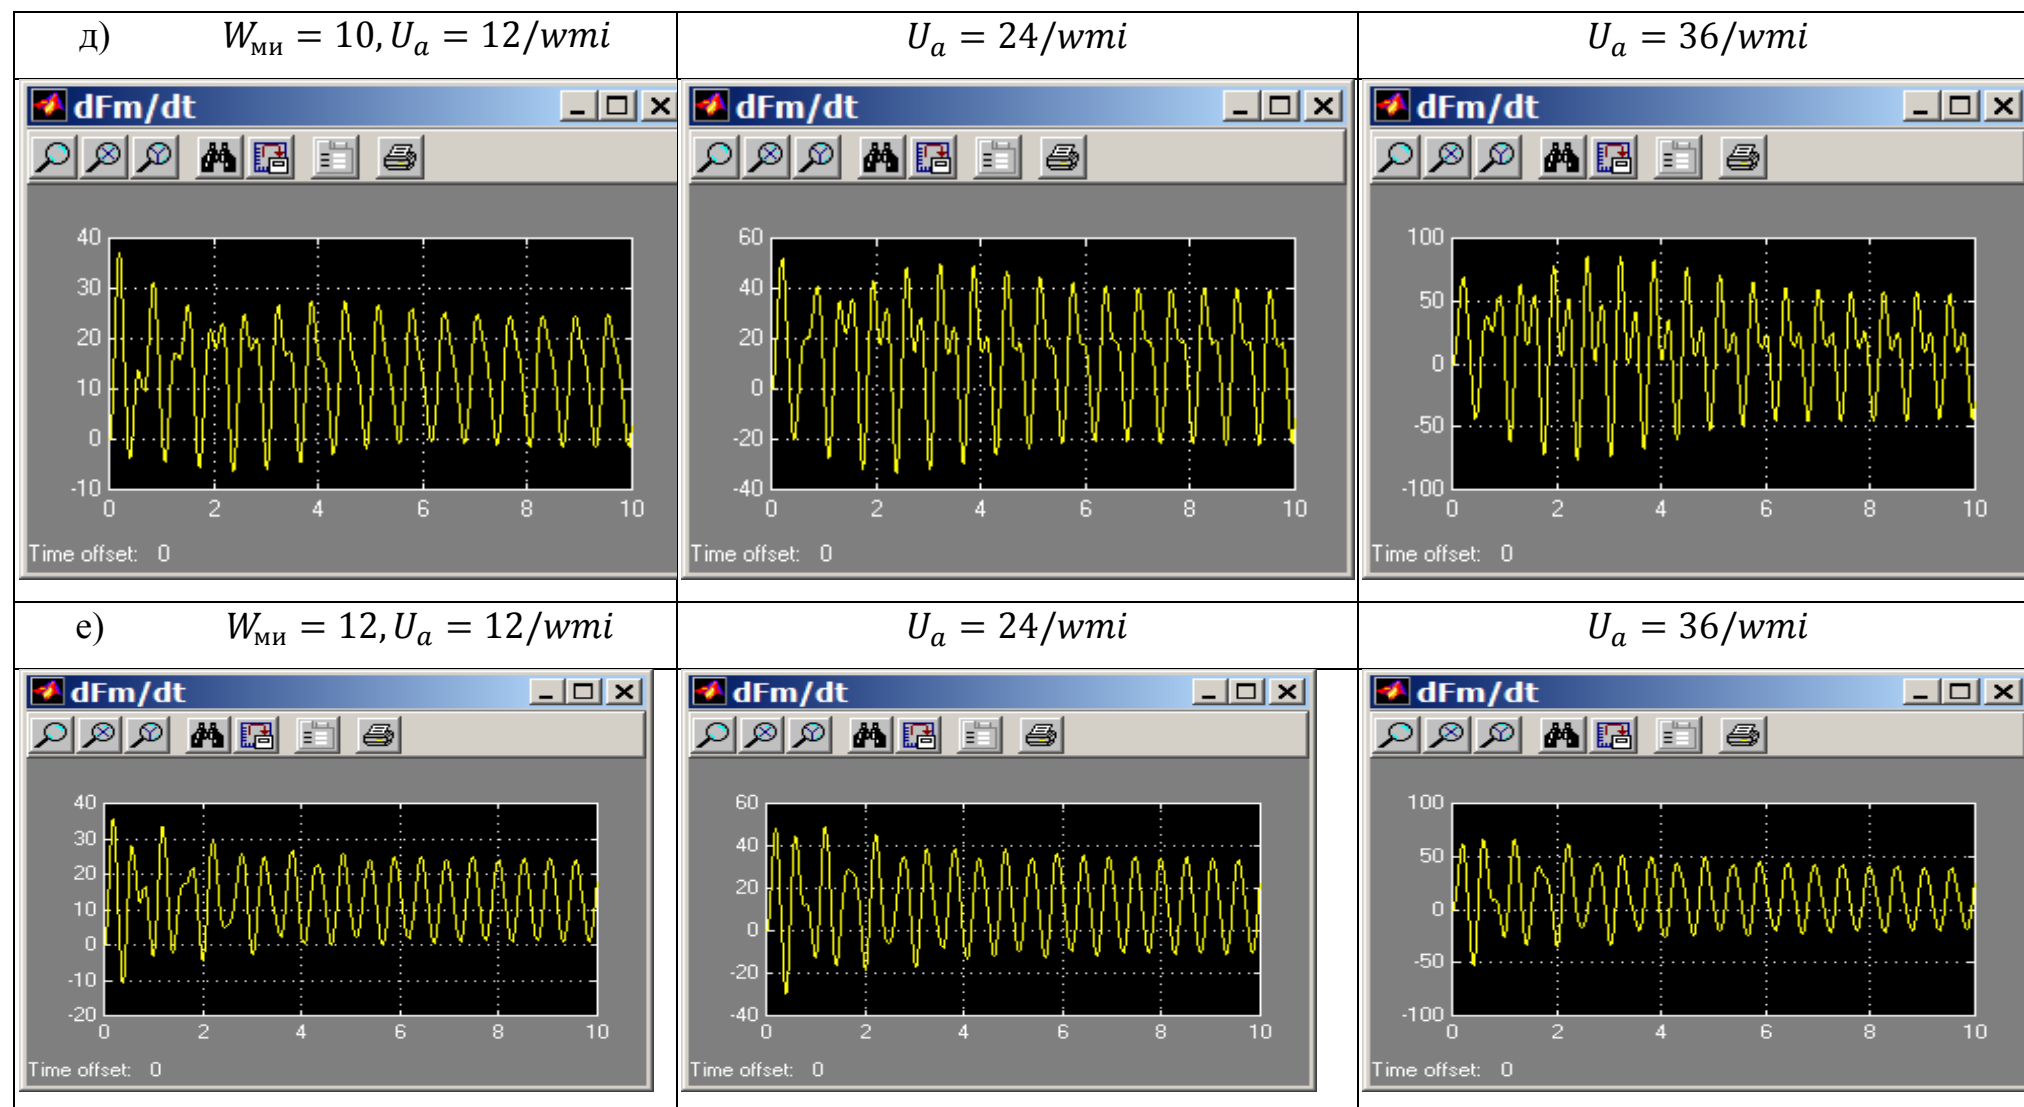 д) W_ми = 10, U_a = 12/wmi U_a = 24/wmi U_a = 36/wmi
dFm/dt dFm/dt dFm/dt
40 60 100
30 40 50
20 20 0
10 0 -50
0 -20 -100
-10 -40
0 2 4 6 8 10 0 2 4 6 8 10 0 2 4 6 8 10
Time offset: 0 Time offset: 0 Time offset: 0
е) W_ми = 12, U_a = 12/wmi U_a = 24/wmi U_a = 36/wmi
dFm/dt dFm/dt dFm/dt
40 60 100
30 40 50
20 20 0
10 0 -50
0 -20 -100
-10 -40
-20
0 2 4 6 8 10 0 2 4 6 8 10 0 2 4 6 8 10
Time offset: 0 Time offset: 0 Time offset: 0